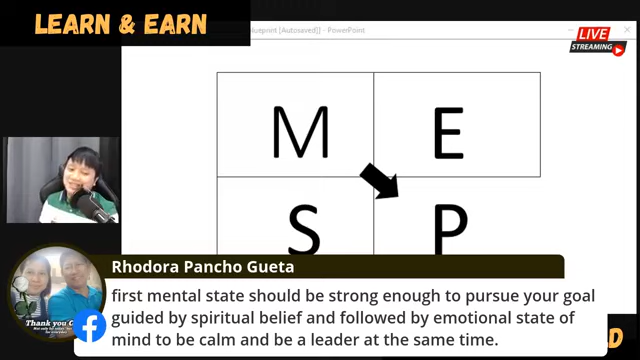 LEARN & EARN
lueprint [Autosaved]] - PowerPoint
LIVE
STREAMING
M E
S P
Rhodora Pancho Gueta
first mental state should be strong enough to pursue your goal
guided by spiritual belief and followed by emotional state of
mind to be calm and be a leader at the same time.
Thank you G
D